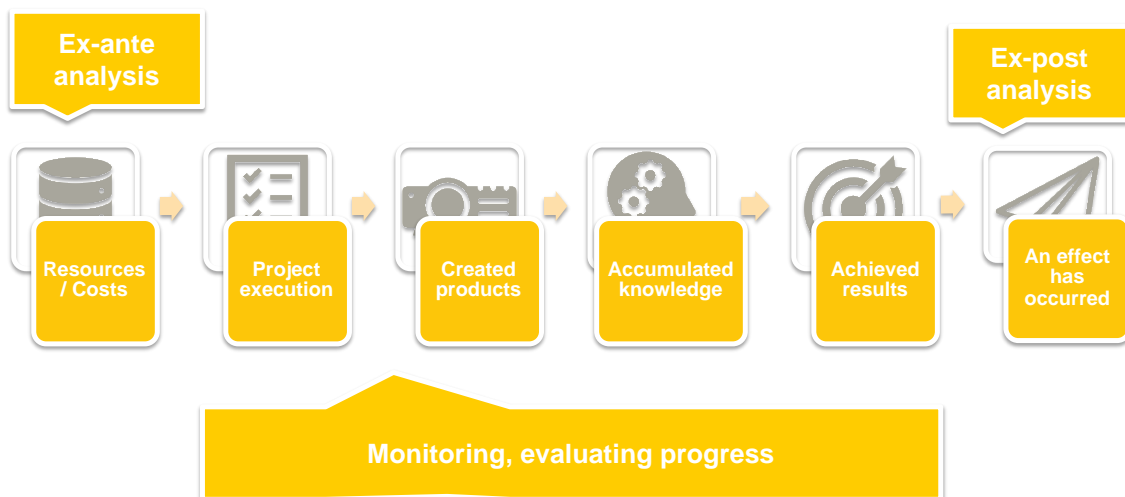 Ex-ante
analysis
Ex-post
analysis
Resources
/ Costs
Project
execution
Created
products
Accumulated
knowledge
Achieved
results
An effect
has
occurred
Monitoring, evaluating progress